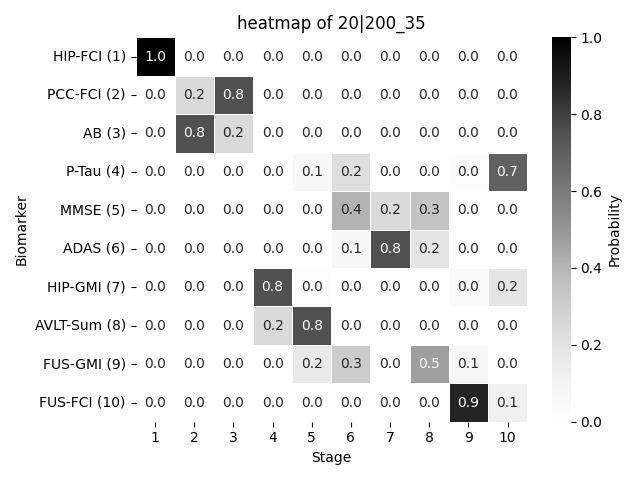 heatmap of 20|200_35
HIP-FCI (1) 1.0 0.0 0.0 0.0 0.0 0.0 0.0 0.0 0.0 0.0
PCC-FCI (2) 0.0 0.2 0.8 0.0 0.0 0.0 0.0 0.0 0.0 0.0
AB (3) 0.0 0.8 0.2 0.0 0.0 0.0 0.0 0.0 0.0 0.0
P-Tau (4) 0.0 0.0 0.0 0.0 0.1 0.2 0.0 0.0 0.0 0.7
MMSE (5) 0.0 0.0 0.0 0.0 0.0 0.4 0.2 0.3 0.0 0.0
ADAS (6) 0.0 0.0 0.0 0.0 0.0 0.1 0.8 0.2 0.0 0.0
HIP-GMI (7) 0.0 0.0 0.0 0.8 0.0 0.0 0.0 0.0 0.0 0.2
AVLT-Sum (8) 0.0 0.0 0.0 0.2 0.8 0.0 0.0 0.0 0.0 0.0
FUS-GMI (9) 0.0 0.0 0.0 0.0 0.2 0.3 0.0 0.5 0.1 0.0
FUS-FCI (10) 0.0 0.0 0.0 0.0 0.0 0.0 0.0 0.0 0.9 0.1
1 2 3 4 5 6 7 8 9 10
Stage
Biomarker
1.0
0.8
0.6
0.4
0.2
0.0
Probability